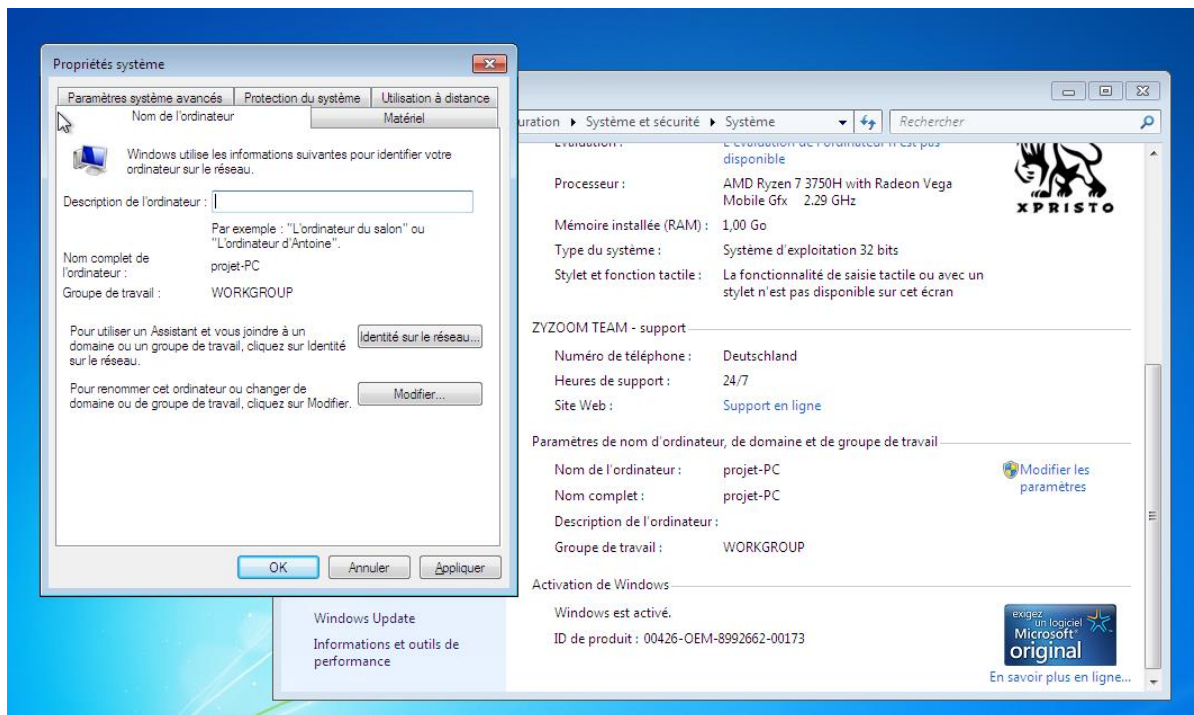 Propriétés système
Paramètres système avancés
Protection du système
Utilisation à distance
Nom de l'ordinateur
Matériel
Windows utilise les informations suivantes pour identifier votre
ordinateur sur le réseau.
Description de l'ordinateur :
Par exemple : "L'ordinateur du salon" ou
"L'ordinateur d'Antoine".
Nom complet de
l'ordinateur :
projet-PC
Groupe de travail :
WORKGROUP
Pour utiliser un Assistant et vous joindre à un
domaine ou un groupe de travail, cliquez sur Identité
sur le réseau.
Identité sur le réseau...
Pour renommer cet ordinateur ou changer de
domaine ou de groupe de travail, cliquez sur Modifier.
Modifier...
OK
Annuler
Appliquer
uration
Système et sécurité
Système
Rechercher
Évaluation :
L'évaluation de l'ordinateur n'est pas
disponible
Processeur :
AMD Ryzen 7 3750H with Radeon Vega
Mobile Gfx 2.29 GHz
Mémoire installée (RAM) :
1,00 Go
Type du système :
Système d'exploitation 32 bits
Stylet et fonction tactile :
La fonctionnalité de saisie tactile ou avec un
stylet n'est pas disponible sur cet écran
XPRISTO
ZYZOOM TEAM - support
Numéro de téléphone :
Deutschland
Heures de support :
24/7
Site Web :
Support en ligne
Paramètres de nom d'ordinateur, de domaine et de groupe de travail
Nom de l'ordinateur :
projet-PC
Modifier les
paramètres
Nom complet :
projet-PC
Description de l'ordinateur :
Groupe de travail :
WORKGROUP
Activation de Windows
Windows est activé.
ID de produit : 00426-OEM-8992662-00173
exigez
un logiciel
Microsoft®
original
En savoir plus en ligne...
Windows Update
Informations et outils de
performance